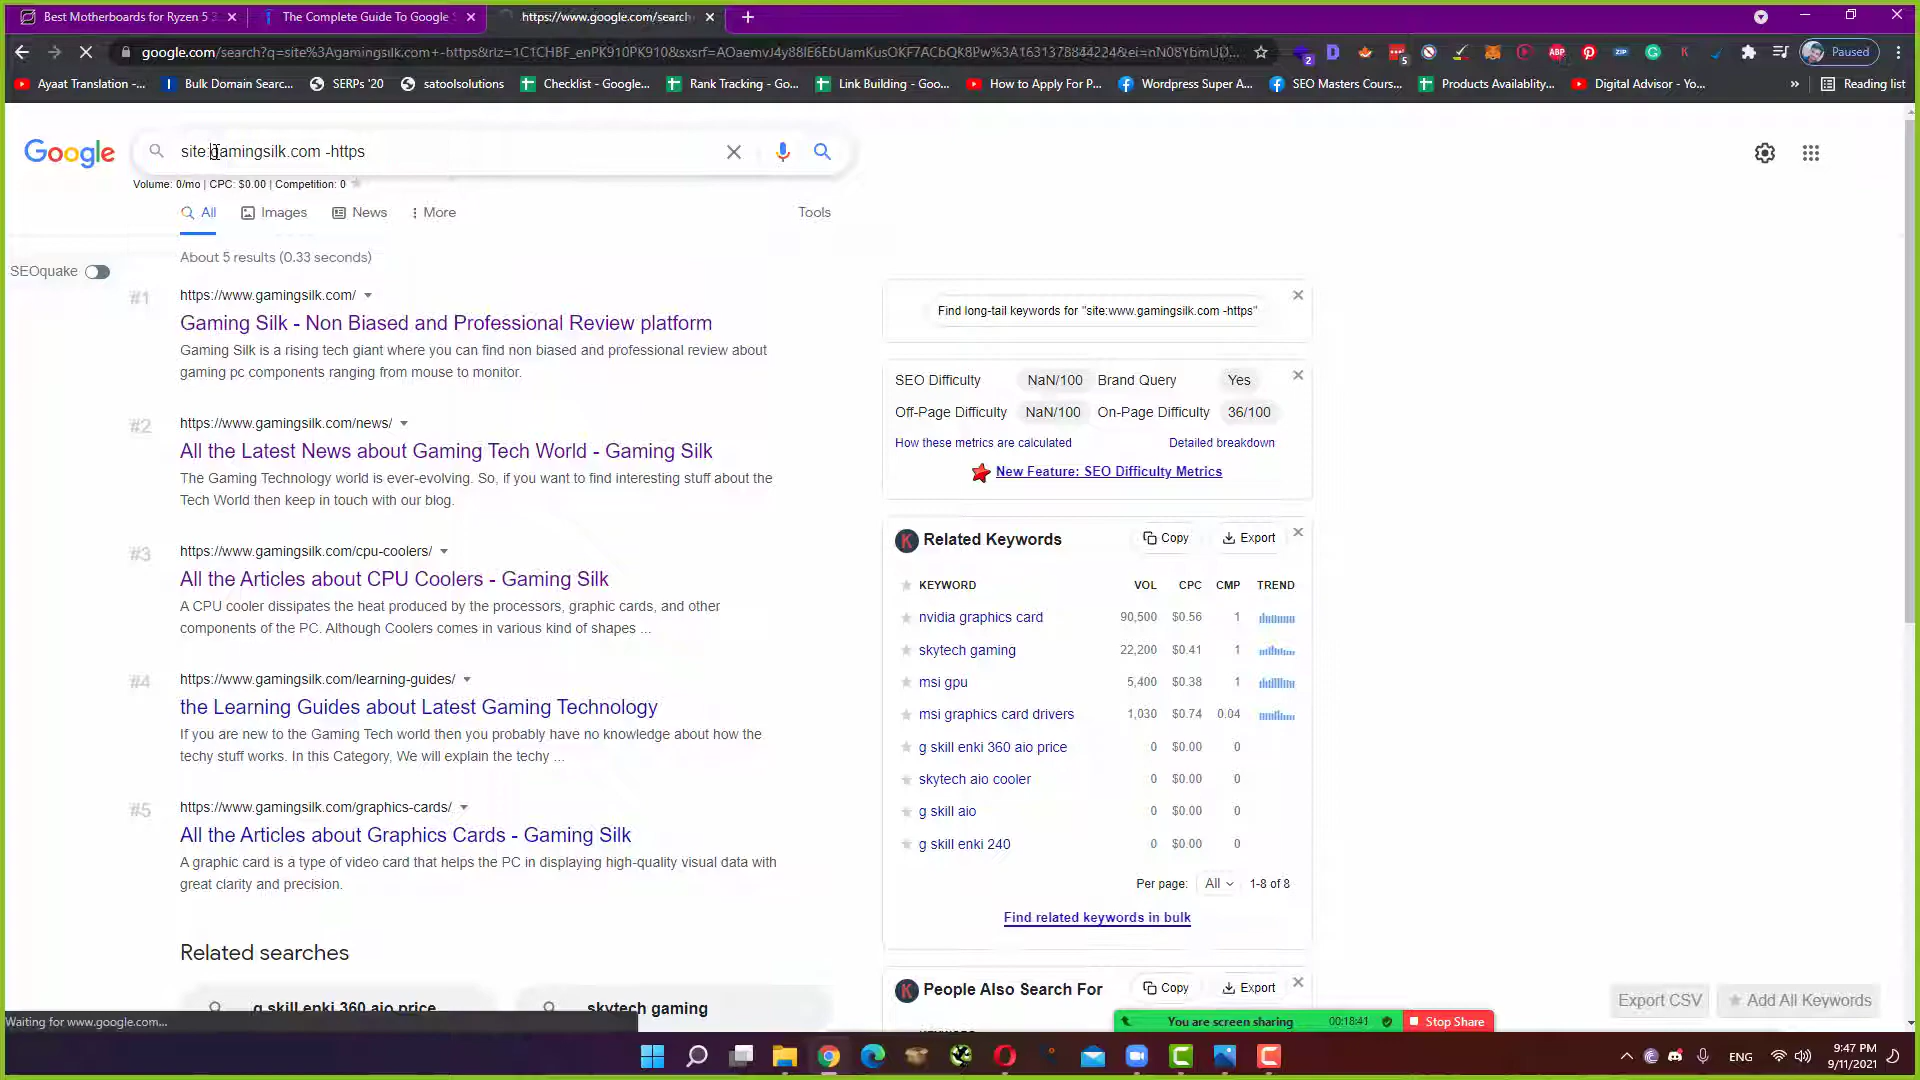 Best Motherboards for Ryzen 5 3
The Complete Guide To Google S
https://www.google.com/search
google.com/search?q=site%3Agamingsilk.com+-https&rlz=1C1CHBF_enPK910PK910&sxsrf=AOaemvJ4y88lE6EbUamKusOKF7ACbQK8Pw%3A1631378844224&ei=nN08YbmUD...
2
5
Paused
Ayaat Translation -...
Bulk Domain Searc...
SERPs '20
satoolsolutions
Checklist - Google...
Rank Tracking - Go...
Link Building - Goo...
How to Apply For P...
Wordpress Super A...
SEO Masters Cours...
Products Availablity...
Digital Advisor - Yo...
»
Reading list
Google
site:gamingsilk.com -https
Volume: 0/mo | CPC: $0.00 | Competition: 0
All
Images
News
More
Tools
About 5 results (0.33 seconds)
SEOquake
#1
https://www.gamingsilk.com/
Gaming Silk - Non Biased and Professional Review platform
Gaming Silk is a rising tech giant where you can find non biased and professional review about
gaming pc components ranging from mouse to monitor.
#2
https://www.gamingsilk.com/news/
All the Latest News about Gaming Tech World - Gaming Silk
The Gaming Technology world is ever-evolving. So, if you want to find interesting stuff about the
Tech World then keep in touch with our blog.
#3
https://www.gamingsilk.com/cpu-coolers/
All the Articles about CPU Coolers - Gaming Silk
A CPU cooler dissipates the heat produced by the processors, graphic cards, and other
components of the PC. Although Coolers comes in various kind of shapes ...
#4
https://www.gamingsilk.com/learning-guides/
the Learning Guides about Latest Gaming Technology
If you are new to the Gaming Tech world then you probably have no knowledge about how the
techy stuff works. In this Category, We will explain the techy ...
#5
https://www.gamingsilk.com/graphics-cards/
All the Articles about Graphics Cards - Gaming Silk
A graphic card is a type of video card that helps the PC in displaying high-quality visual data with
great clarity and precision.
Related searches
g skill enki 360 aio price
skytech gaming
Find long-tail keywords for "site:www.gamingsilk.com -https"
SEO Difficulty NaN/100 Brand Query Yes
Off-Page Difficulty NaN/100 On-Page Difficulty 36/100
How these metrics are calculated Detailed breakdown
New Feature: SEO Difficulty Metrics
Related Keywords
Copy
Export
KEYWORD VOL CPC CMP TREND
nvidia graphics card 90,500 $0.56 1
skytech gaming 22,200 $0.41 1
msi gpu 5,400 $0.38 1
msi graphics card drivers 1,030 $0.74 0.04
g skill enki 360 aio price 0 $0.00 0
skytech aio cooler 0 $0.00 0
g skill aio 0 $0.00 0
g skill enki 240 0 $0.00 0
Per page: All 1-8 of 8
Find related keywords in bulk
People Also Search For
Copy
Export
Export CSV
Add All Keywords
Waiting for www.google.com...
You are screen sharing 00:18:41 Stop Share
ENG
9:47 PM
9/11/2021